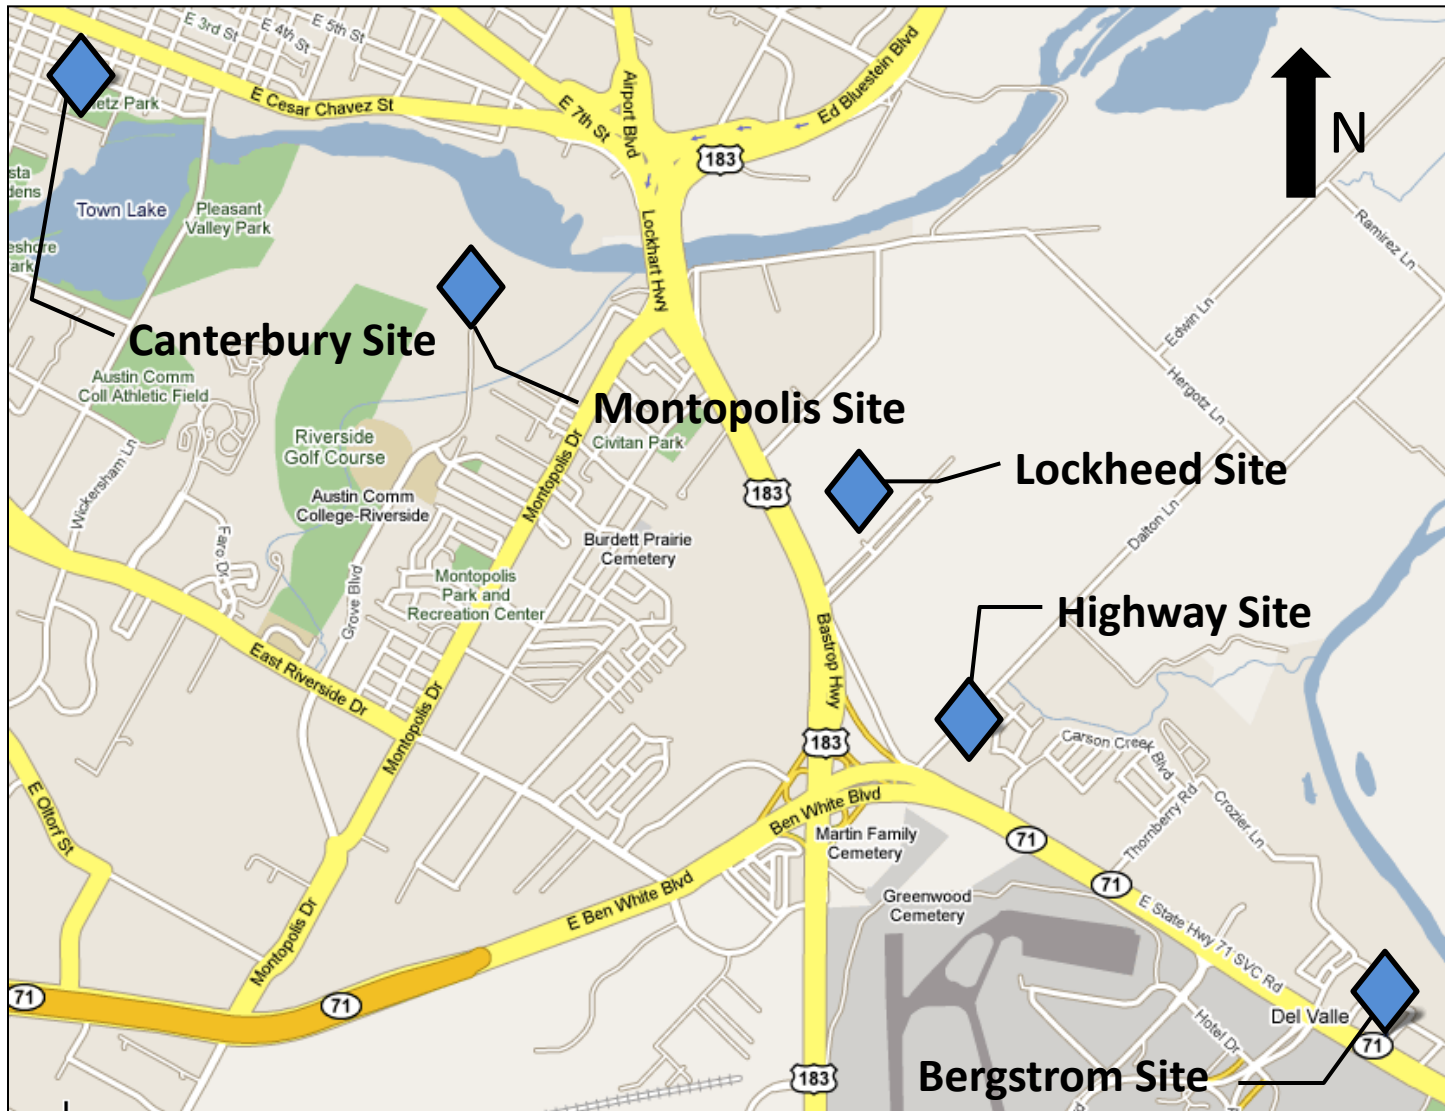 E 3rd St
E 4th St
E 5th St
E Cesar Chavez St
E 7th St
Airport Blvd
Ed Bluestein Blvd
183
N
etz Park
sta
dens
Town Lake
Pleasant
Valley Park
eshore
ark
Lockhart Hwy
Ramirez Ln
Edwin Ln
Hergotz Ln
Canterbury Site
Austin Comm
Coll Athletic Field
Montopolis Site
Civitan Park
Riverside
Golf Course
Wickersham Ln
Austin Comm
College-Riverside
Montopolis Dr
183
Lockheed Site
Dalton Ln
Faro Dr
Grove Blvd
Burdett Prairie
Cemetery
Montopolis
Park and
Recreation Center
Highway Site
Bastrop Hwy
East Riverside Dr
Montopolis Dr
183
Carson Creek Blvd
Thornberry Rd
Crozier Ln
E Oltorf St
Ben White Blvd
Martin Family
Cemetery
71
71
E Ben White Blvd
Greenwood
Cemetery
E State Hwy 71 SVC Rd
Montopolis Dr
71
71
Hotel Dr
Del Valle
71
183
Bergstrom Site